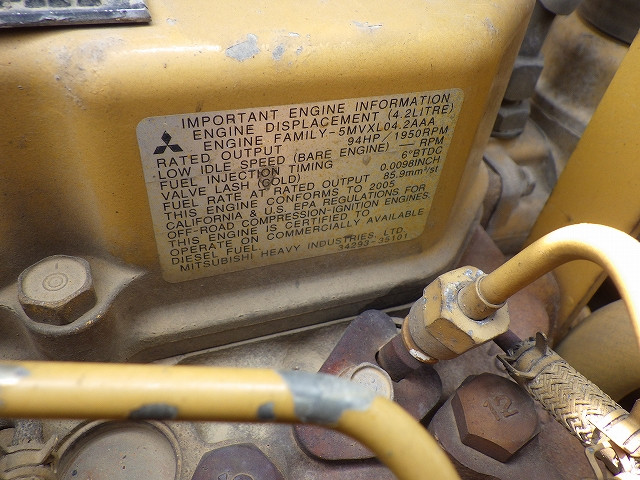 IMPORTANT ENGINE INFORMATION
ENGINE DISPLACEMENT (4.2LITRE)
ENGINE FAMILY-5MVXL04.2AAA
RATED OUTPUT 94HP/1950RPM
LOW IDLE SPEED (BARE ENGINE) — RPM
FUEL INJECTION TIMING 6°BTDC
VALVE LASH (COLD) 0.0098INCH
FUEL RATE AT RATED OUTPUT 85.9mm³/st
THIS ENGINE CONFORMS TO 2005
CALIFORNIA & U.S. EPA REGULATIONS FOR
OFF-ROAD COMPRESSION-IGNITION ENGINES.
THIS ENGINE IS CERTIFIED TO
OPERATE ON COMMERCIALLY AVAILABLE
DIESEL FUEL.
MITSUBISHI HEAVY INDUSTRIES, LTD. 34293-35101